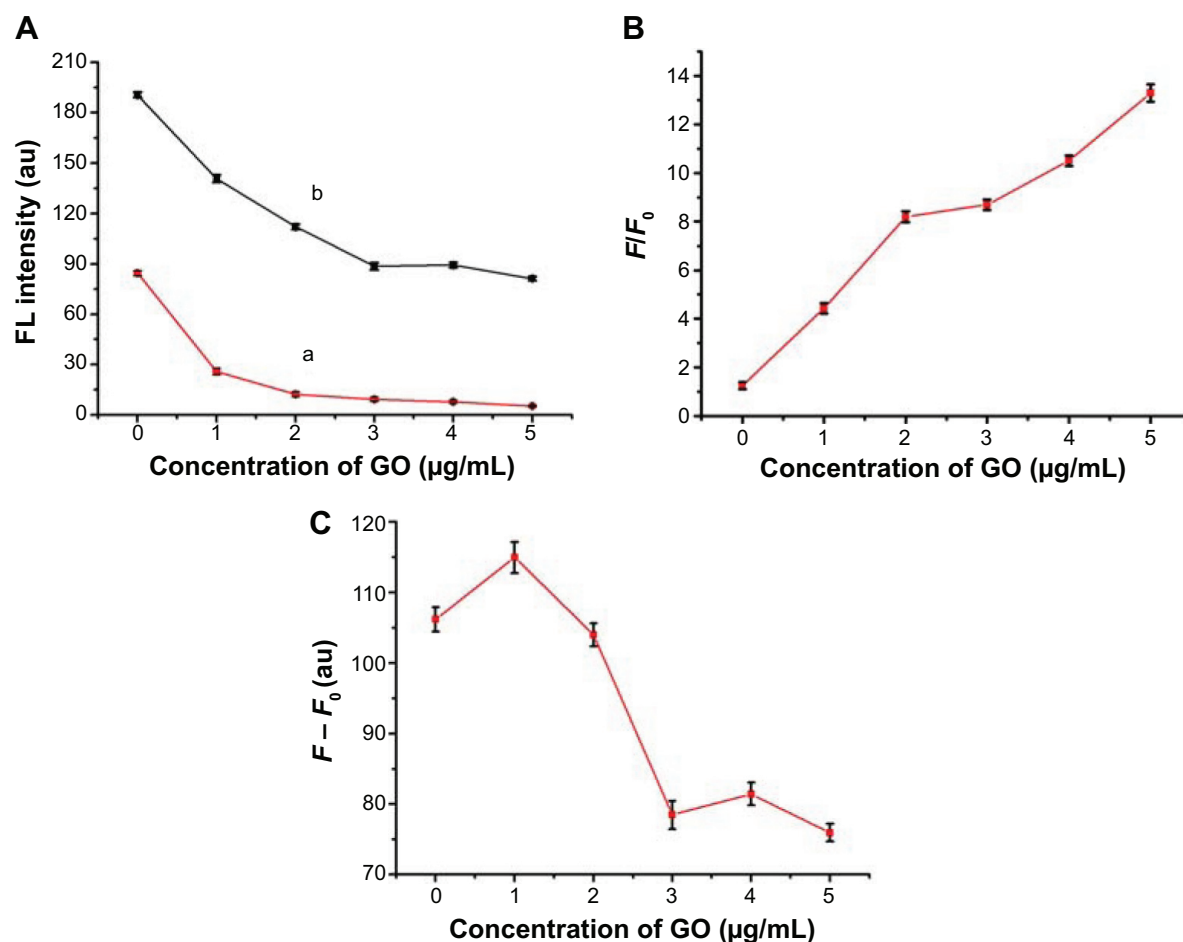 A
FL intensity (au)
210
180
150
120
90
60
30
0
b
a
0 1 2 3 4 5
Concentration of GO (µg/mL)
B
F/F0
14
12
10
8
6
4
2
0
0 1 2 3 4 5
Concentration of GO (µg/mL)
C
F – F0 (au)
120
110
100
90
80
70
0 1 2 3 4 5
Concentration of GO (µg/mL)